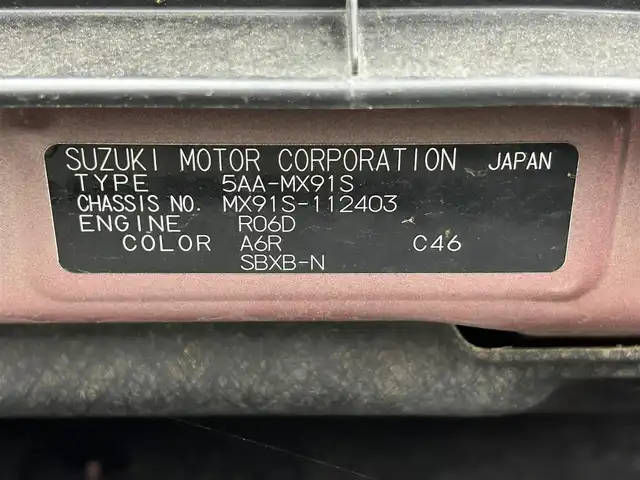 SUZUKI MOTOR CORPORATION JAPAN
TYPE 5AA-MX91S
CHASSIS NO. MX91S-112403
ENGINE R06D
COLOR A6R C46
SBXB-N